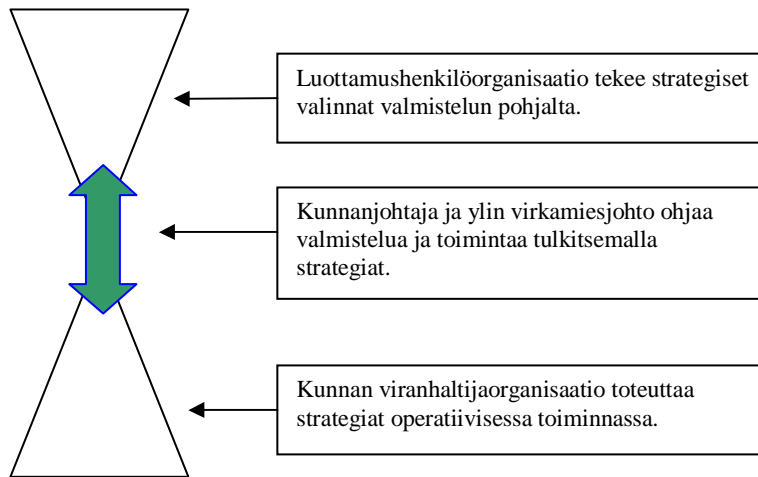 Luottamushenkilöorganisaatio tekee strategiset
valinnat valmistelun pohjalta.
Kunnanjohtaja ja ylin virkamiesjohto ohjaa
valmistelua ja toimintaa tulkitsemalla
strategiat.
Kunnan viranhaltijaorganisaatio toteuttaa
strategiat operatiivisessa toiminnassa.